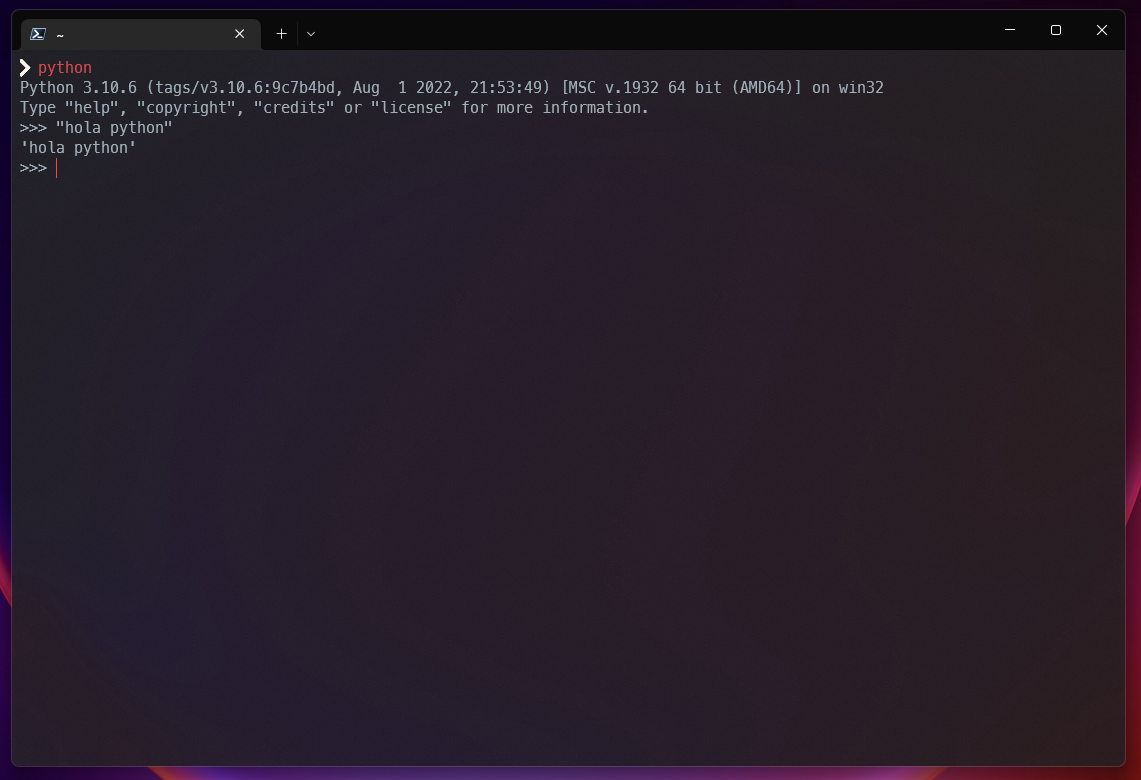 ~
❯ python
Python 3.10.6 (tags/v3.10.6:9c7b4bd, Aug  1 2022, 21:53:49) [MSC v.1932 64 bit (AMD64)] on win32
Type "help", "copyright", "credits" or "license" for more information.
>>> "hola python"
'hola python'
>>>